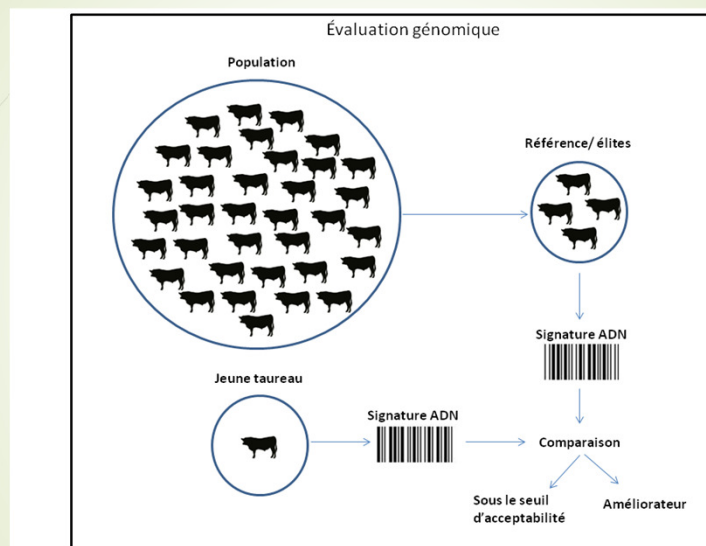 Évaluation génomique
Population
Référence/ élites
Signature ADN
Jeune taureau
Signature ADN
Comparaison
Sous le seuil
d'acceptabilité
Améliorateur